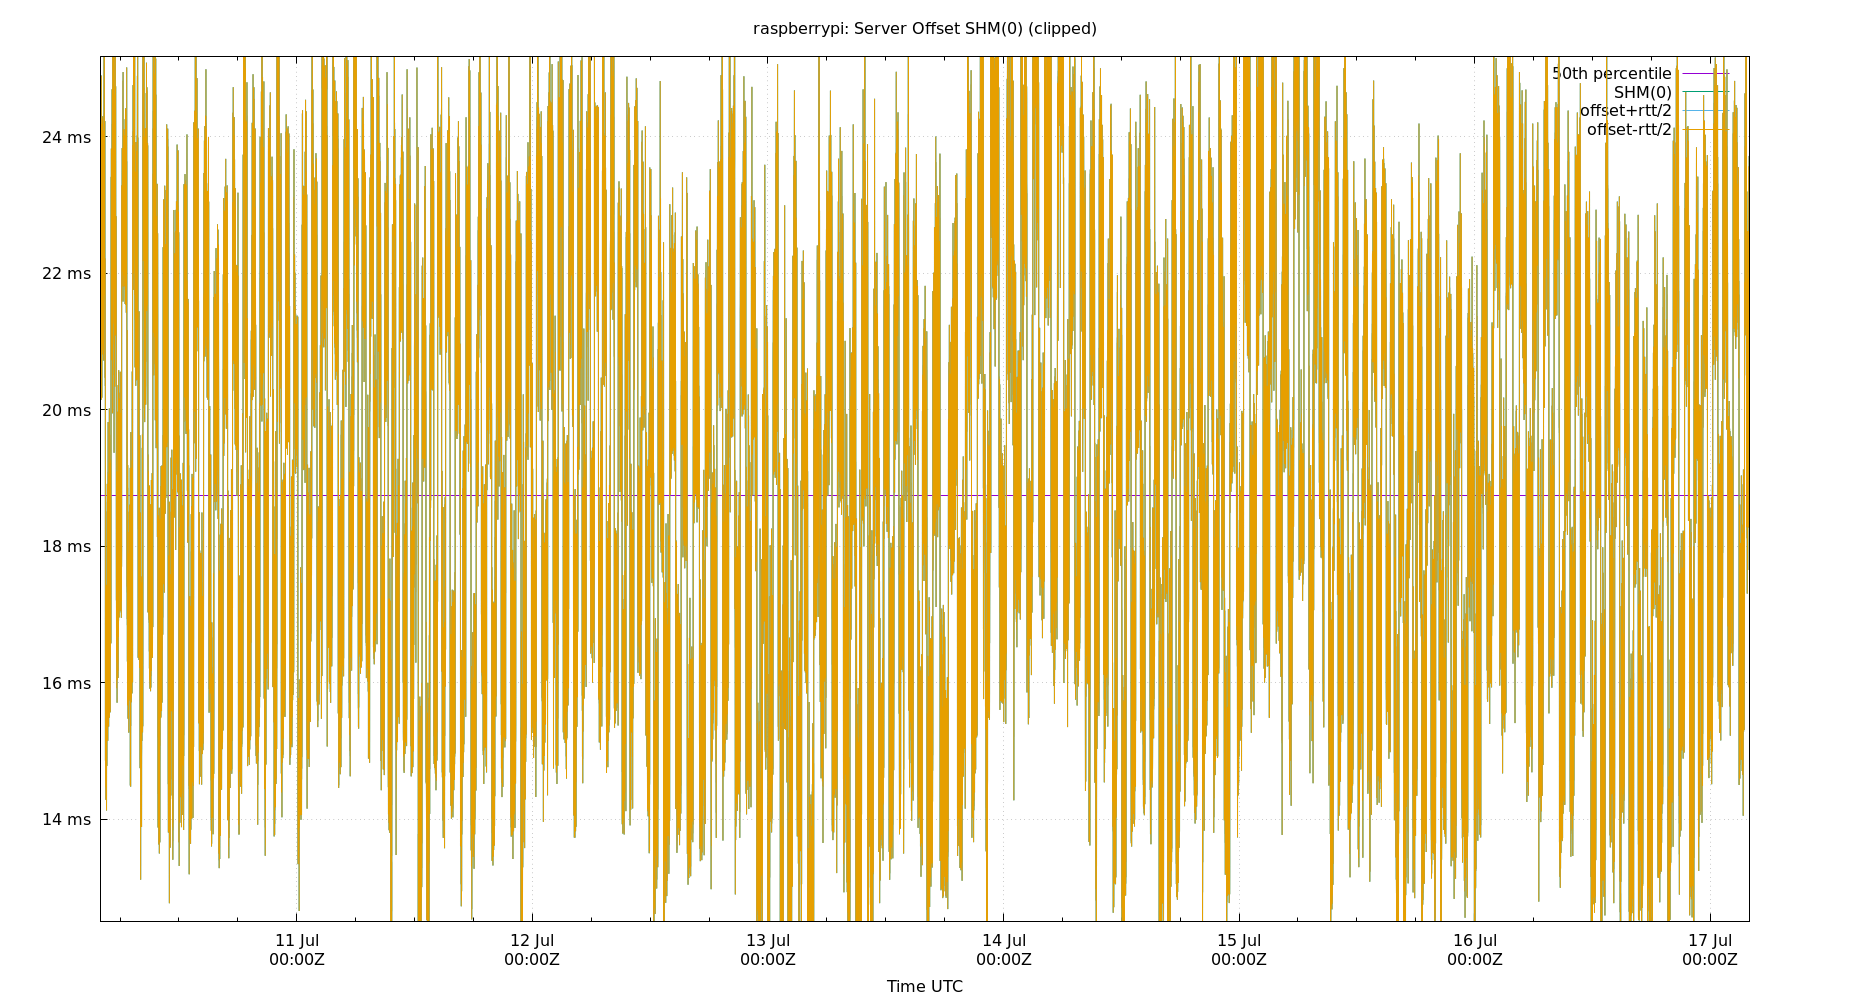 raspberrypi: Server Offset SHM(0) (clipped)
50th percentile
SHM(0)
offset+rtt/2
offset-rtt/2
24 ms
22 ms
20 ms
18 ms
16 ms
14 ms
11 Jul 12 Jul 13 Jul 14 Jul 15 Jul 16 Jul 17 Jul
00:00Z 00:00Z 00:00Z 00:00Z 00:00Z 00:00Z 00:00Z
Time UTC